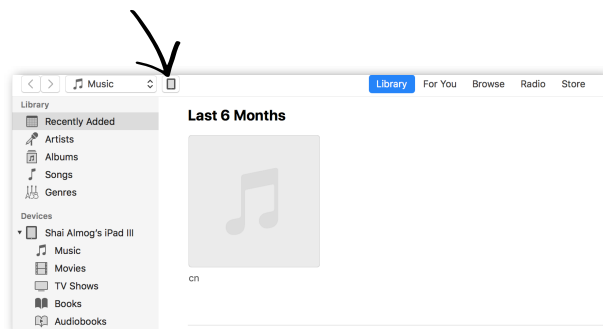 Music
Library For You Browse Radio Store
Library
Recently Added
Artists
Albums
Songs
Genres
Devices
Shai Almog's iPad III
Music
Movies
TV Shows
Books
Audiobooks
Last 6 Months
cn